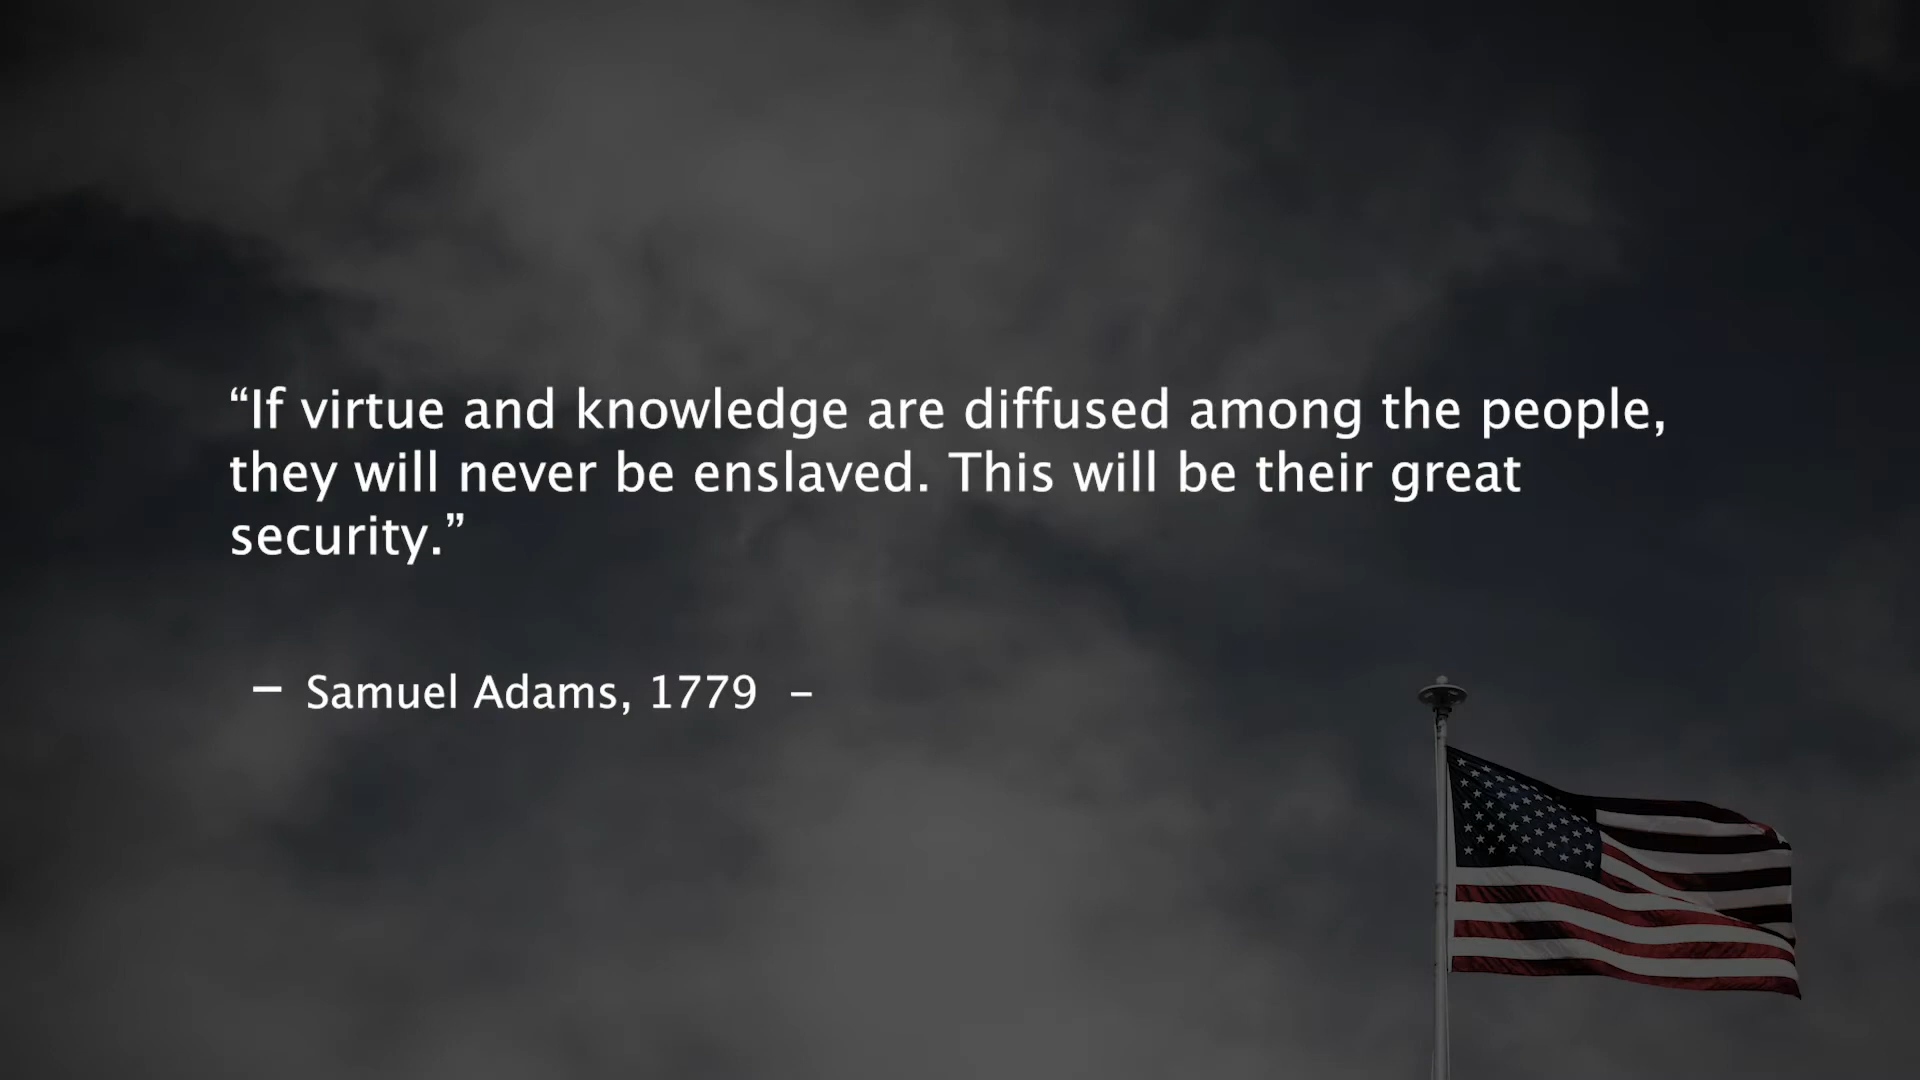 “If virtue and knowledge are diffused among the people,
they will never be enslaved. This will be their great
security.”
– Samuel Adams, 1779 –